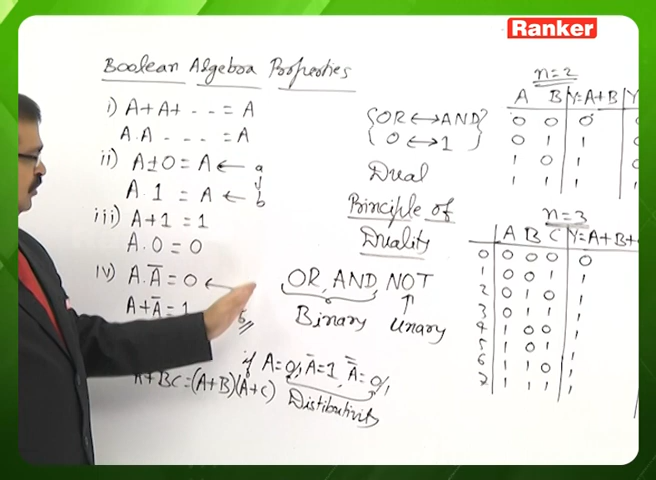 Ranker
Boolean Algebra Properties
i) A+A+ - .. = A
A.A - - - . = A
ii) A+0 = A ← a
A.1 = A ← b
iii) A+1 = 1
A.0 = 0
iv) A.A̅ = 0 ←
A+A̅ = 1
A+BC=(A+B)(A+C)
{OR ↔ AND}
{0 ↔ 1}
Dual
Principle of
Duality
OR, AND, NOT
Binary Unary
if A=0, A̅=1, A̿=0,
Distributivity
n=2
A B Y=A+B Y
0 0 0 0
0 1 1
1 0 1
1 1 1
n=3
A B C Y=A+B+
0 0 0 0 0
1 0 0 1 1
2 0 1 0 1
3 0 1 1 1
4 1 0 0 1
5 1 0 1 1
6 1 1 0 1
7 1 1 1 1